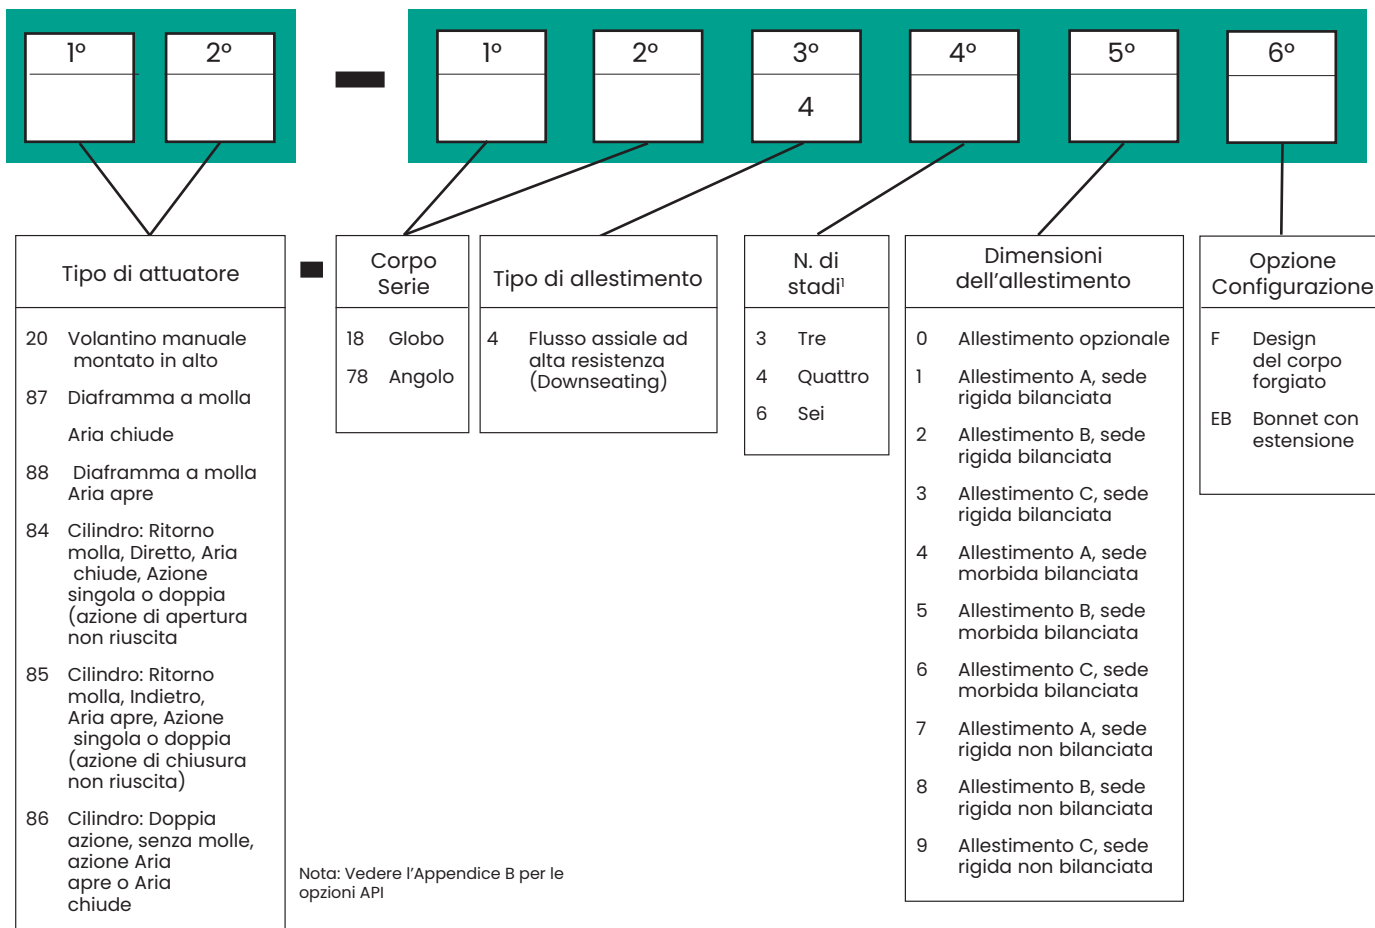 1º
2º
1º
2º
3º
4º
5º
6º
4
Tipo di attuatore
20 Volantino manuale
montato in alto
87 Diaframma a molla
Aria chiude
88 Diaframma a molla
Aria apre
84 Cilindro: Ritorno
molla, Diretto, Aria
chiude, Azione
singola o doppia
(azione di apertura
non riuscita
85 Cilindro: Ritorno
molla, Indietro,
Aria apre, Azione
singola o doppia
(azione di chiusura
non riuscita)
86 Cilindro: Doppia
azione, senza molle,
azione Aria
apre o Aria
chiude
Corpo
Serie
18 Globo
78 Angolo
Tipo di allestimento
4 Flusso assiale ad
alta resistenza
(Downseating)
N. di
stadi¹
3 Tre
4 Quattro
6 Sei
Dimensioni
dell'allestimento
0 Allestimento opzionale
1 Allestimento A, sede
rigida bilanciata
2 Allestimento B, sede
rigida bilanciata
3 Allestimento C, sede
rigida bilanciata
4 Allestimento A, sede
morbida bilanciata
5 Allestimento B, sede
morbida bilanciata
6 Allestimento C, sede
morbida bilanciata
7 Allestimento A, sede
rigida non bilanciata
8 Allestimento B, sede
rigida non bilanciata
9 Allestimento C, sede
rigida non bilanciata
Opzione
Configurazione
F Design
del corpo
forgiato
EB Bonnet con
estensione
Nota: Vedere l'Appendice B per le
opzioni API